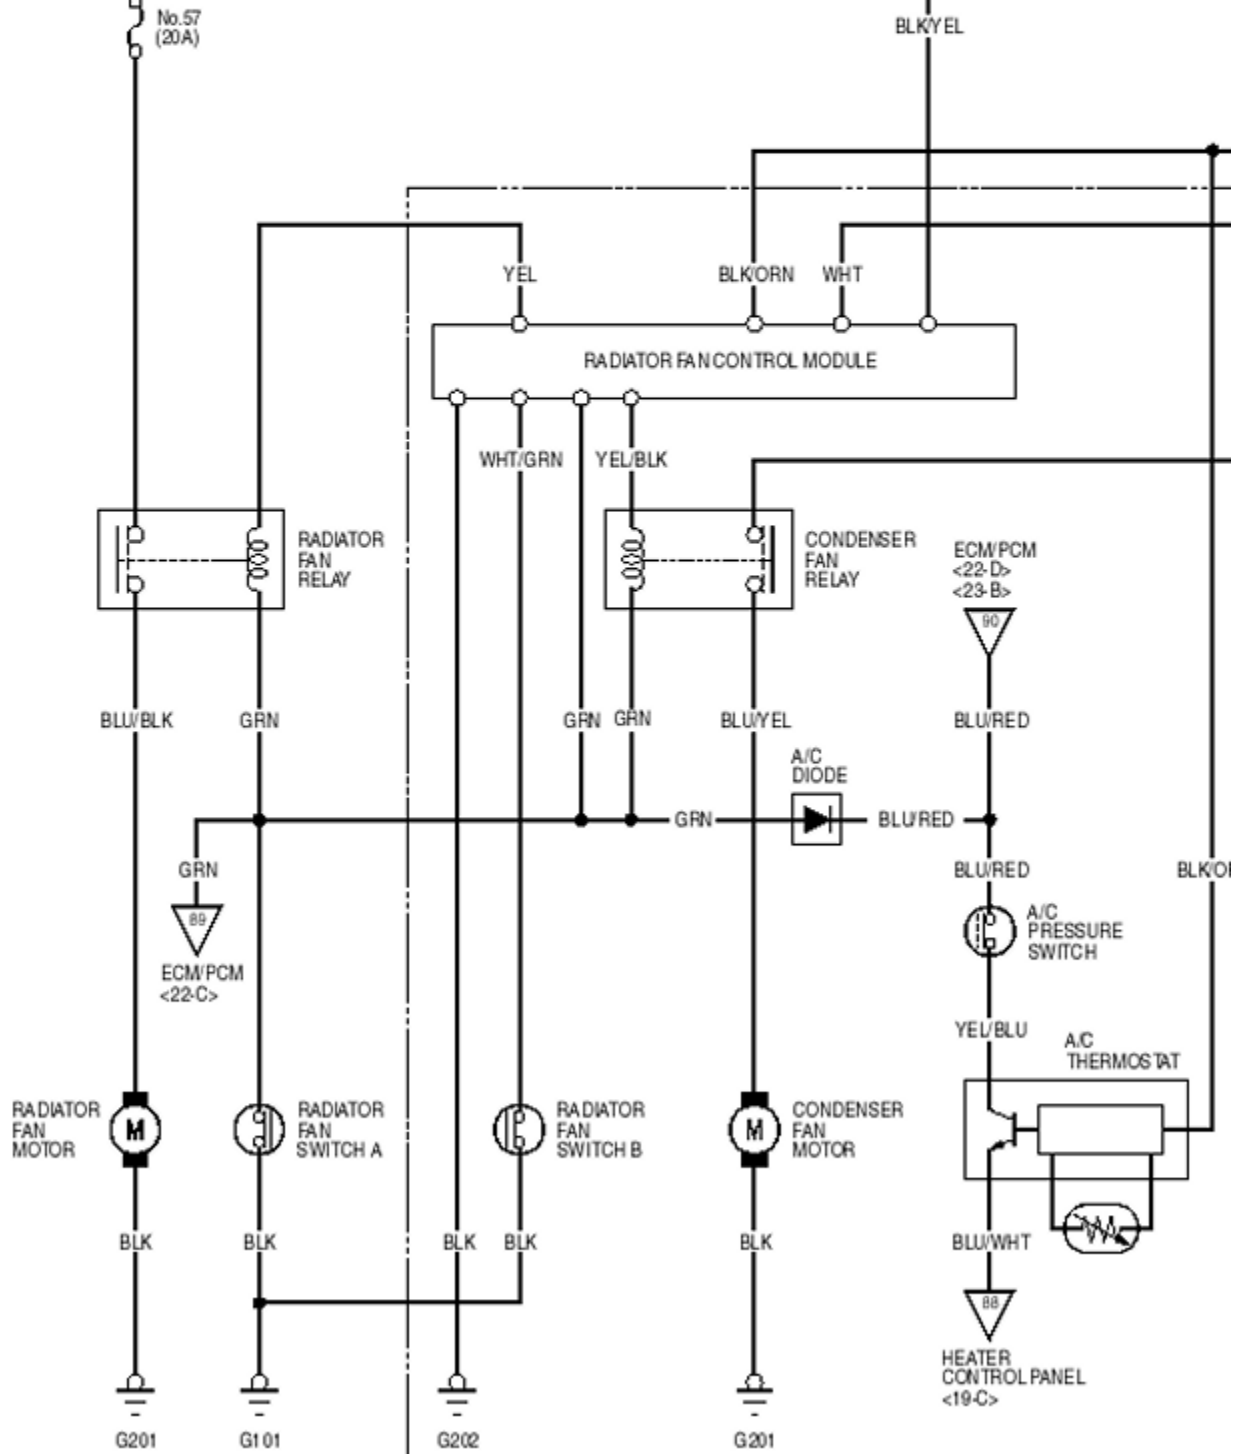 No.57
(20A)
BLK/YEL
YEL
BLK/ORN
WHT
RADIATOR FAN CONTROL MODULE
WHT/GRN
YEL/BLK
RADIATOR
FAN
RELAY
CONDENSER
FAN
RELAY
ECM/PCM
<22-D>
<23-B>
90
BLU/BLK
GRN
GRN
GRN
BLU/YEL
BLU/RED
A/C
DIODE
GRN
BLU/RED
GRN
BLU/RED
BLK/OR
89
ECM/PCM
<22-C>
A/C
PRESSURE
SWITCH
YEL/BLU
A/C
THERMOSTAT
RADIATOR
FAN
MOTOR
M
RADIATOR
FAN
SWITCH A
RADIATOR
FAN
SWITCH B
M
CONDENSER
FAN
MOTOR
BLK
BLK
BLK
BLK
BLK
BLU/WHT
88
HEATER
CONTROL PANEL
<19-C>
G201
G101
G202
G201